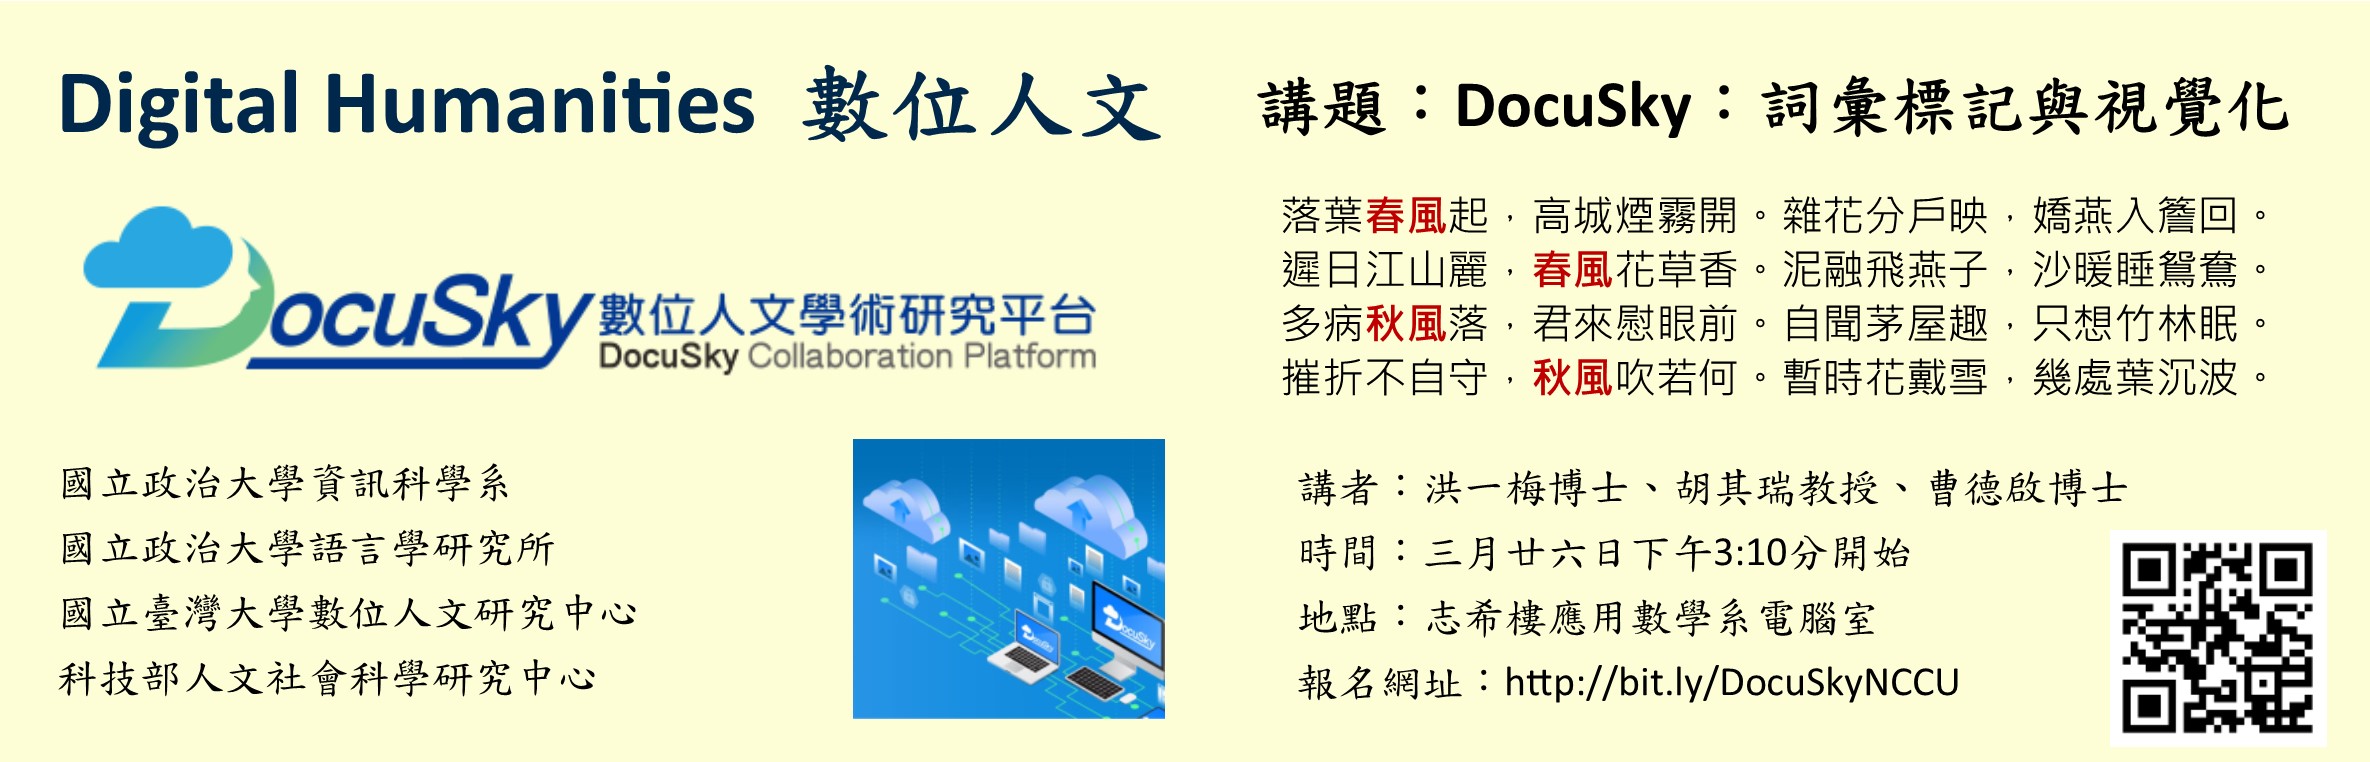 Digital Humanities 數位人文
DocuSky 數位人文學術研究平台
DocuSky Collaboration Platform
國立政治大學資訊科學系
國立政治大學語言學研究所
國立臺灣大學數位人文研究中心
科技部人文社會科學研究中心
DocuSky
DocuSky
講題：DocuSky：詞彙標記與視覺化
落葉春風起，高城煙霧開。雜花分戶映，嬌燕入簷回。
遲日江山麗，春風花草香。泥融飛燕子，沙暖睡鴛鴦。
多病秋風落，君來慰眼前。自聞茅屋趣，只想竹林眠。
摧折不自守，秋風吹若何。暫時花戴雪，幾處葉沉波。
講者：洪一梅博士、胡其瑞教授、曹德啟博士
時間：三月廿六日下午3:10分開始
地點：志希樓應用數學系電腦室
報名網址：http://bit.ly/DocuSkyNCCU